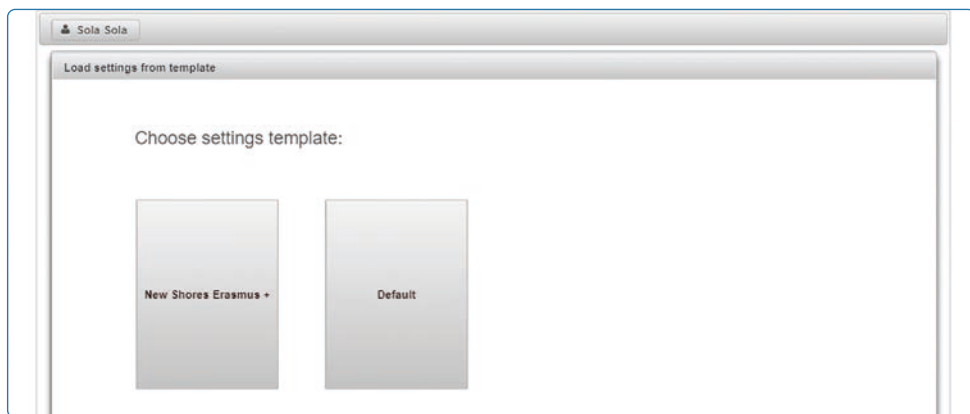 Sola Sola
Load settings from template
Choose settings template:
New Shores Erasmus +
Default